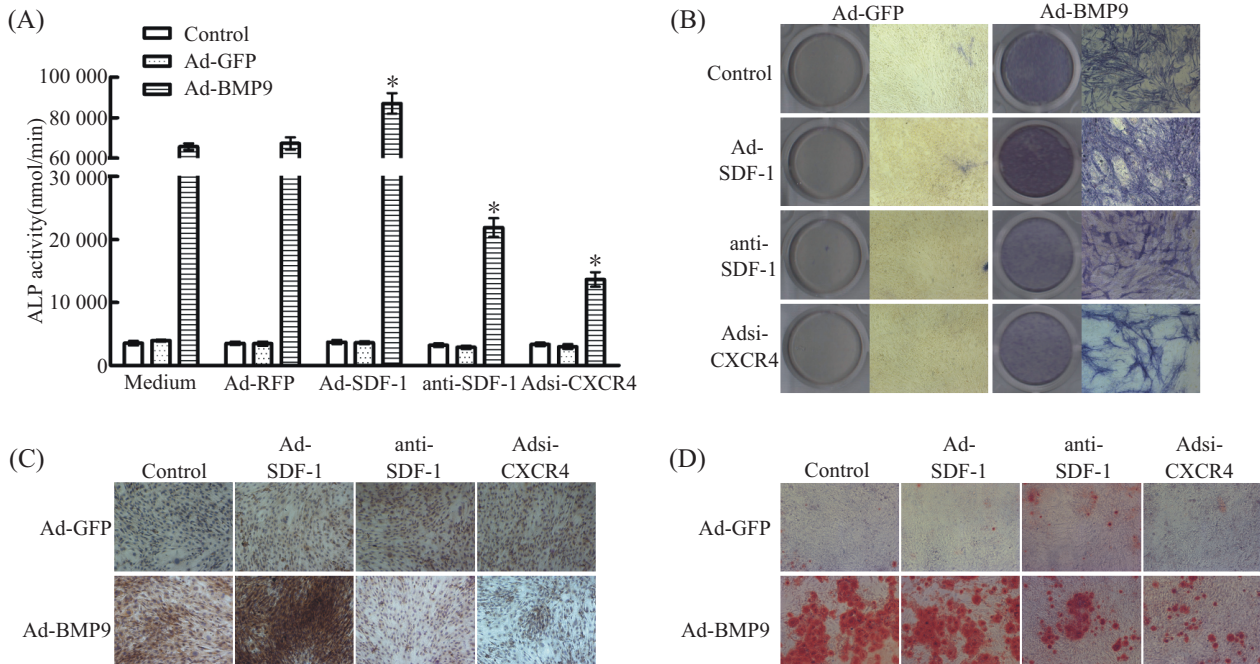 (A)
Control
Ad-GFP
Ad-BMP9
ALP activity(nmol/min)
100 000
80 000
60 000
30 000
20 000
10 000
0
*
*
*
Medium
Ad-RFP
Ad-SDF-1
anti-SDF-1
Adsi-CXCR4
(B)
Ad-GFP
Ad-BMP9
Control
Ad-
SDF-1
anti-
SDF-1
Adsi-
CXCR4
(C)
Control
Ad-
SDF-1
anti-
SDF-1
Adsi-
CXCR4
Ad-GFP
Ad-BMP9
(D)
Control
Ad-
SDF-1
anti-
SDF-1
Adsi-
CXCR4
Ad-GFP
Ad-BMP9